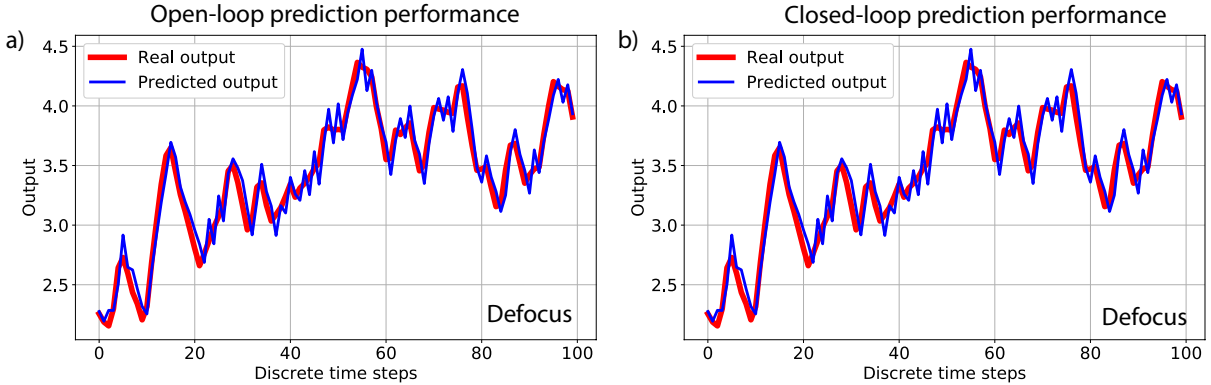 Open-loop prediction performance
a)
4.5
4.0
3.5
3.0
2.5
Output
Real output
Predicted output
Defocus
0 20 40 60 80 100
Discrete time steps
Closed-loop prediction performance
b)
4.5
4.0
3.5
3.0
2.5
Output
Real output
Predicted output
Defocus
0 20 40 60 80 100
Discrete time steps